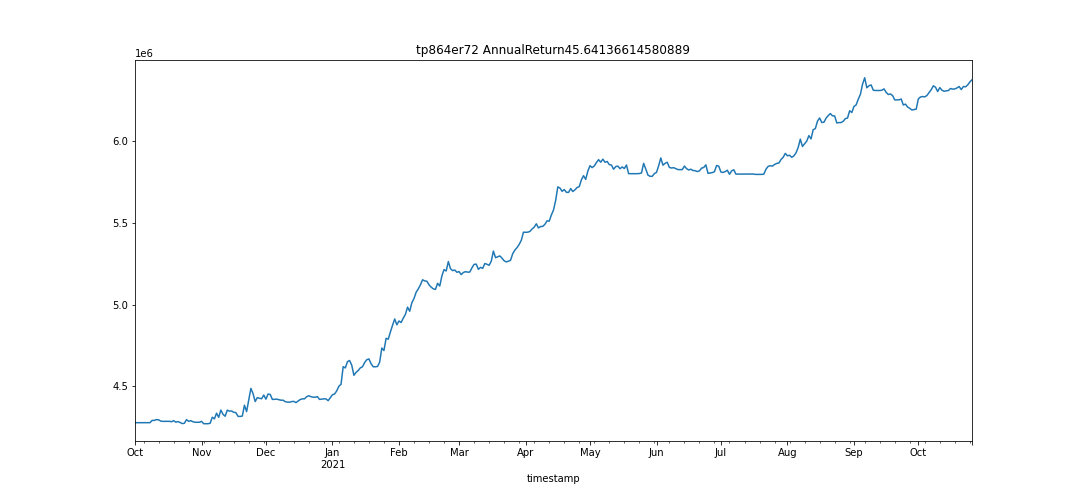 tp864er72 AnnualReturn45.64136614580889
1e6
6.0
5.5
5.0
4.5
Oct Nov Dec Jan Feb Mar Apr May Jun Jul Aug Sep Oct
2021
timestamp